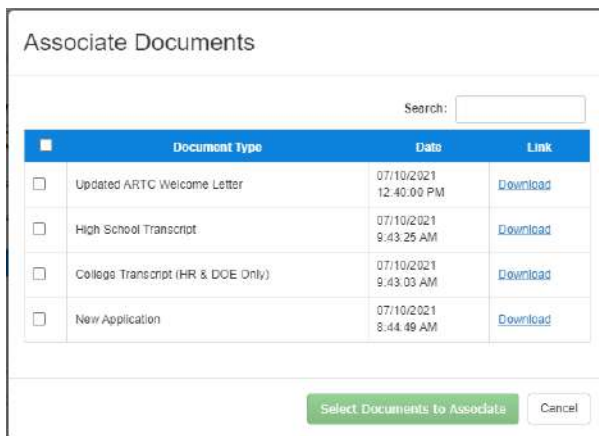 Associate Documents
Search:
Document Type Date Link
Updated ARTC Welcome Letter 07/10/2021 12:40:00 PM Download
High School Transcript 07/10/2021 9:43:25 AM Download
College Transcript (HR & DOE Only) 07/10/2021 9:43:03 AM Download
New Application 07/10/2021 8:44:49 AM Download
Select Documents to Associate Cancel